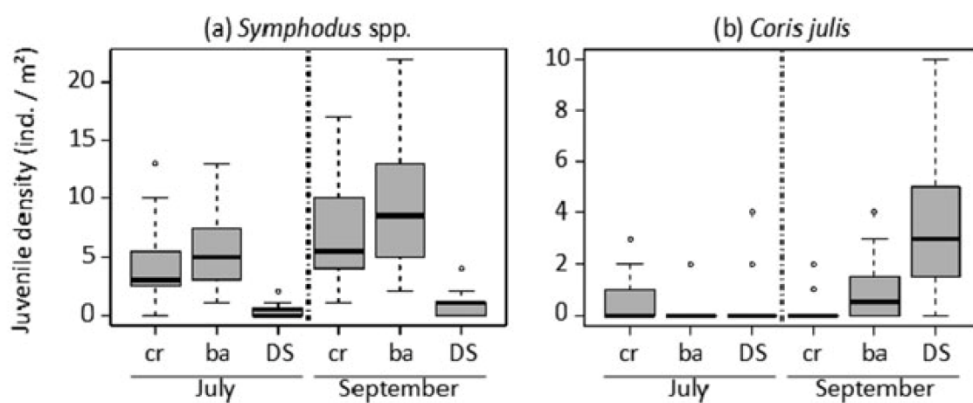 (a) Symphodus spp.
(b) Coris julis
Juvenile density (ind. / m²)
20
15
10
5
0
10
8
6
4
2
0
cr ba DS cr ba DS
July September
cr ba DS cr ba DS
July September